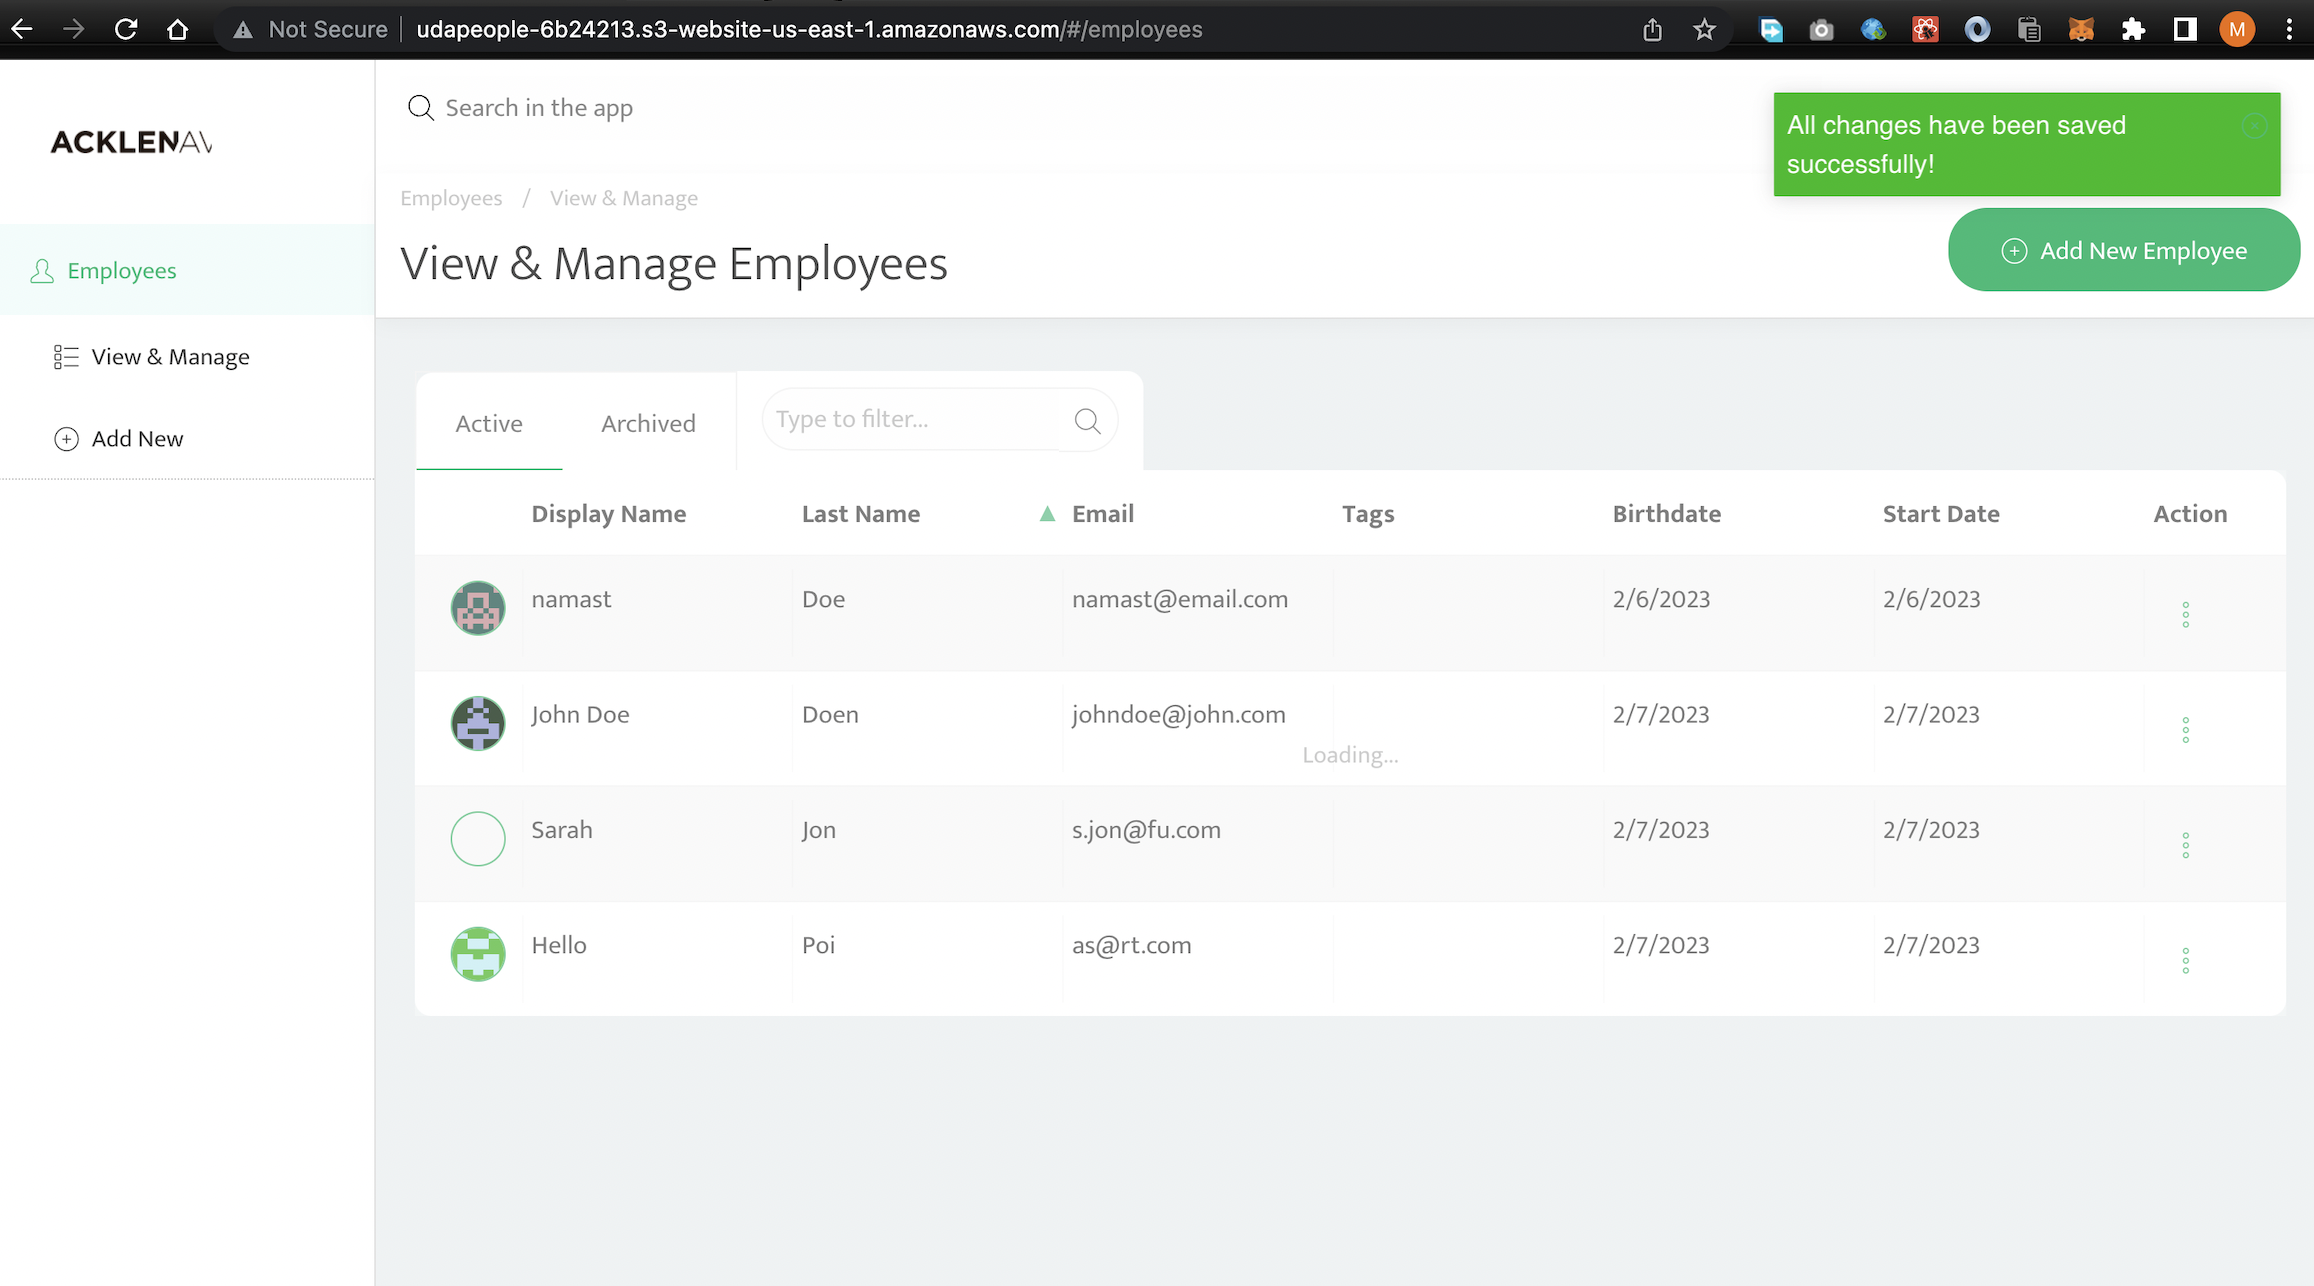 Not Secure udapeople-6b24213.s3-website-us-east-1.amazonaws.com/#/employees M
ACKLENAV
Search in the app
All changes have been saved
successfully!
Employees / View & Manage
View & Manage Employees
Add New Employee
Employees
View & Manage
Add New
Active Archived Type to filter...
Display Name Last Name Email Tags Birthdate Start Date Action
namast Doe namast@email.com 2/6/2023 2/6/2023
John Doe Doen johndoe@john.com 2/7/2023 2/7/2023
Loading...
Sarah Jon s.jon@fu.com 2/7/2023 2/7/2023
Hello Poi as@rt.com 2/7/2023 2/7/2023